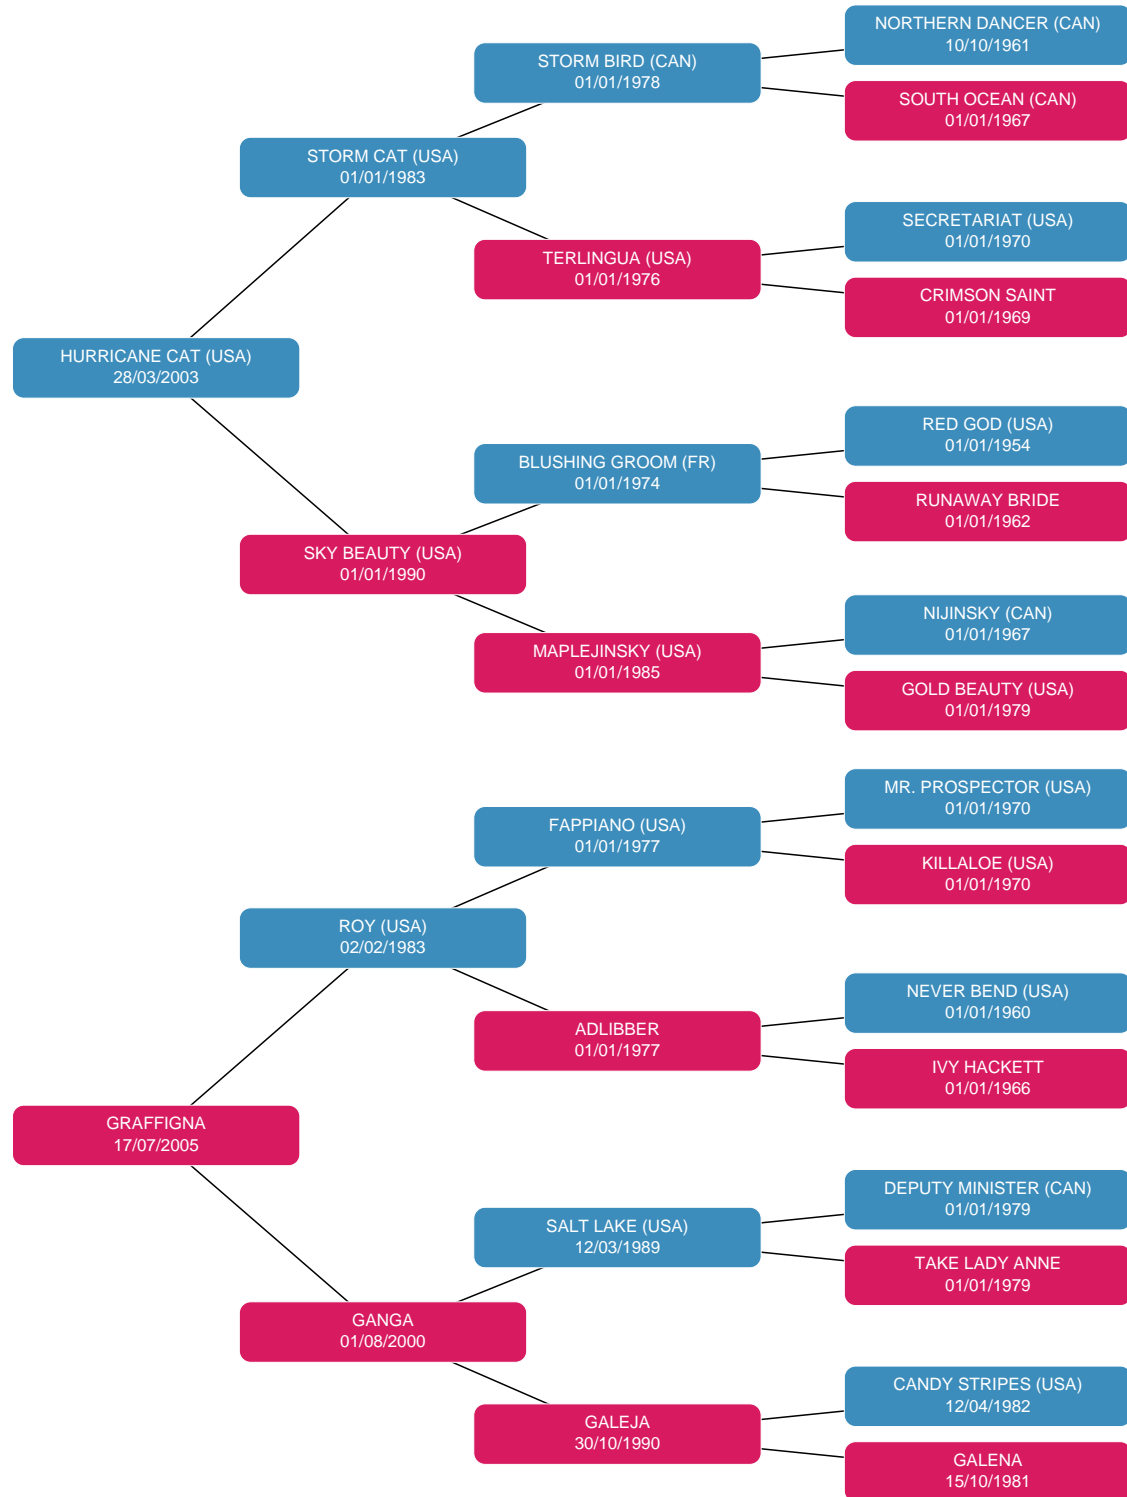 NORTHERN DANCER (CAN)
10/10/1961
STORM BIRD (CAN)
01/01/1978
SOUTH OCEAN (CAN)
01/01/1967
STORM CAT (USA)
01/01/1983
SECRETARIAT (USA)
01/01/1970
TERLINGUA (USA)
01/01/1976
CRIMSON SAINT
01/01/1969
HURRICANE CAT (USA)
28/03/2003
RED GOD (USA)
01/01/1954
BLUSHING GROOM (FR)
01/01/1974
RUNAWAY BRIDE
01/01/1962
SKY BEAUTY (USA)
01/01/1990
NIJINSKY (CAN)
01/01/1967
MAPLEJINSKY (USA)
01/01/1985
GOLD BEAUTY (USA)
01/01/1979
MR. PROSPECTOR (USA)
01/01/1970
FAPPIANO (USA)
01/01/1977
KILLALOE (USA)
01/01/1970
ROY (USA)
02/02/1983
NEVER BEND (USA)
01/01/1960
ADLIBBER
01/01/1977
IVY HACKETT
01/01/1966
GRAFFIGNA
17/07/2005
DEPUTY MINISTER (CAN)
01/01/1979
SALT LAKE (USA)
12/03/1989
TAKE LADY ANNE
01/01/1979
GANGA
01/08/2000
CANDY STRIPES (USA)
12/04/1982
GALEJA
30/10/1990
GALENA
15/10/1981